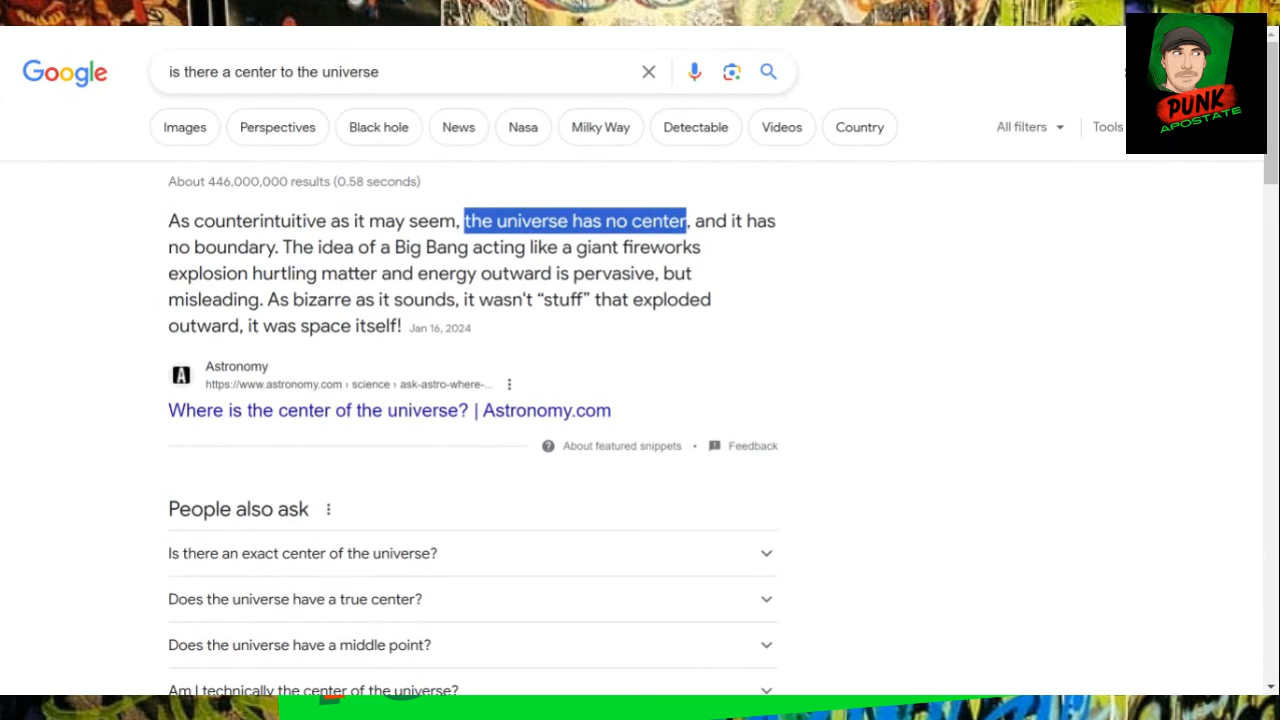 Google
is there a center to the universe
Images
Perspectives
Black hole
News
Nasa
Milky Way
Detectable
Videos
Country
All filters
Tools
PUNK
APOSTATE
About 446,000,000 results (0.58 seconds)
As counterintuitive as it may seem, the universe has no center, and it has
no boundary. The idea of a Big Bang acting like a giant fireworks
explosion hurtling matter and energy outward is pervasive, but
misleading. As bizarre as it sounds, it wasn't “stuff” that exploded
outward, it was space itself! Jan 16, 2024
Astronomy
https://www.astronomy.com › science › ask-astro-where-...
Where is the center of the universe? | Astronomy.com
About featured snippets • Feedback
People also ask
Is there an exact center of the universe?
Does the universe have a true center?
Does the universe have a middle point?
Am I technically the center of the universe?